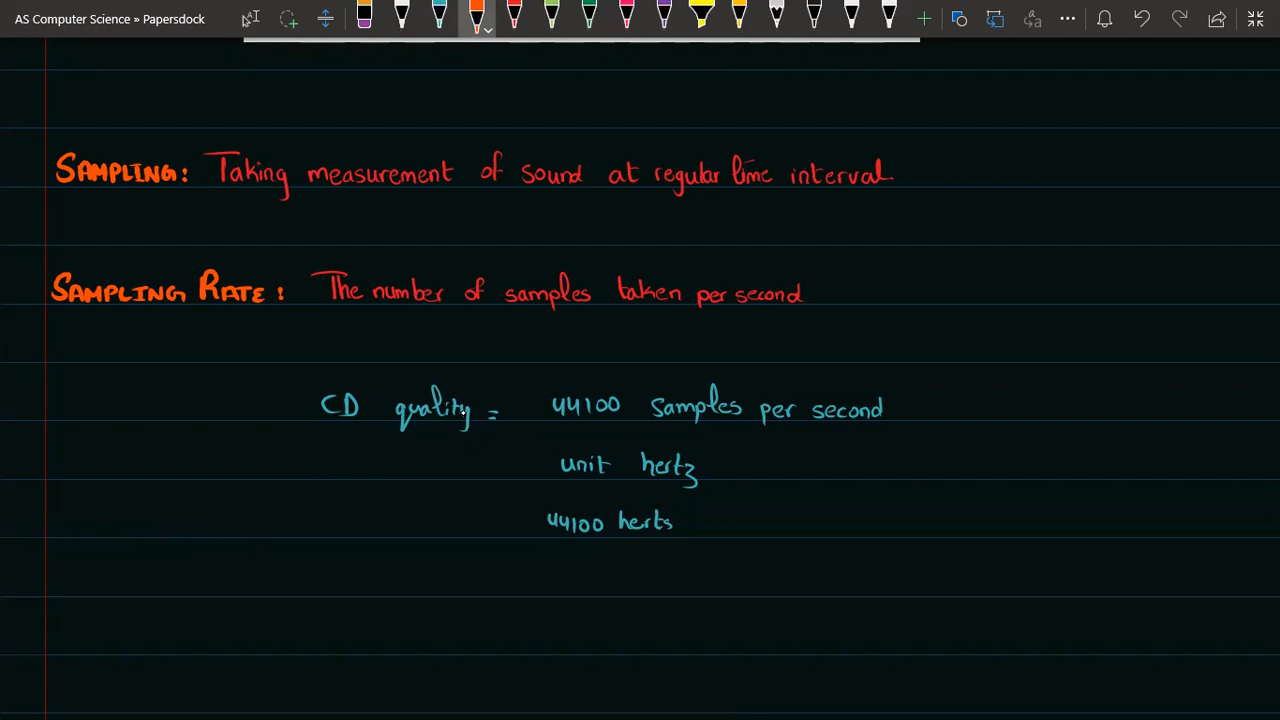 AS Computer Science » Papersdock
SAMPLING: Taking measurement of sound at regular time interval
SAMPLING RATE: The number of samples taken per second
CD quality = 44100 samples per second
unit hertz
44100 herts